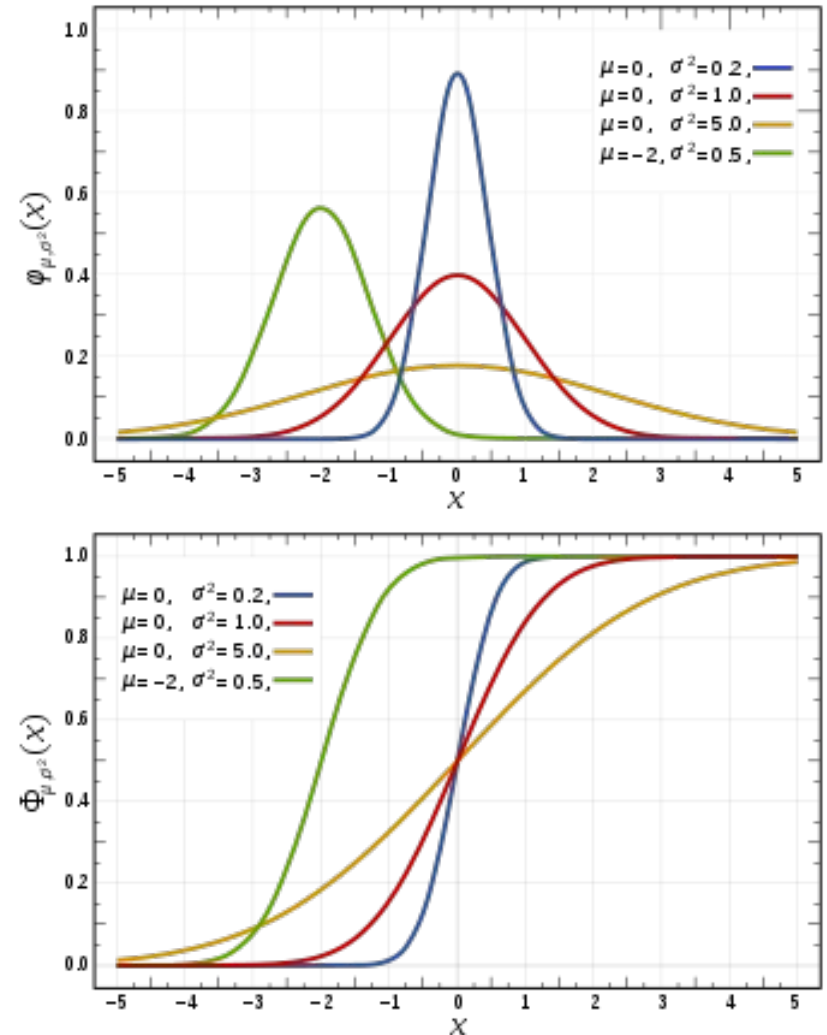 1.0
μ=0, σ²=0.2,
μ=0, σ²=1.0,
0.8
μ=0, σ²=5.0,
μ=-2, σ²=0.5,
0.6
φμ,σ²(x)
0.4
0.2
0.0
-5 -4 -3 -2 -1 0 1 2 3 4 5
x
1.0
μ=0, σ²=0.2,
μ=0, σ²=1.0,
0.8
μ=0, σ²=5.0,
μ=-2, σ²=0.5,
0.6
Φμ,σ²(x)
0.4
0.2
0.0
-5 -4 -3 -2 -1 0 1 2 3 4 5
x